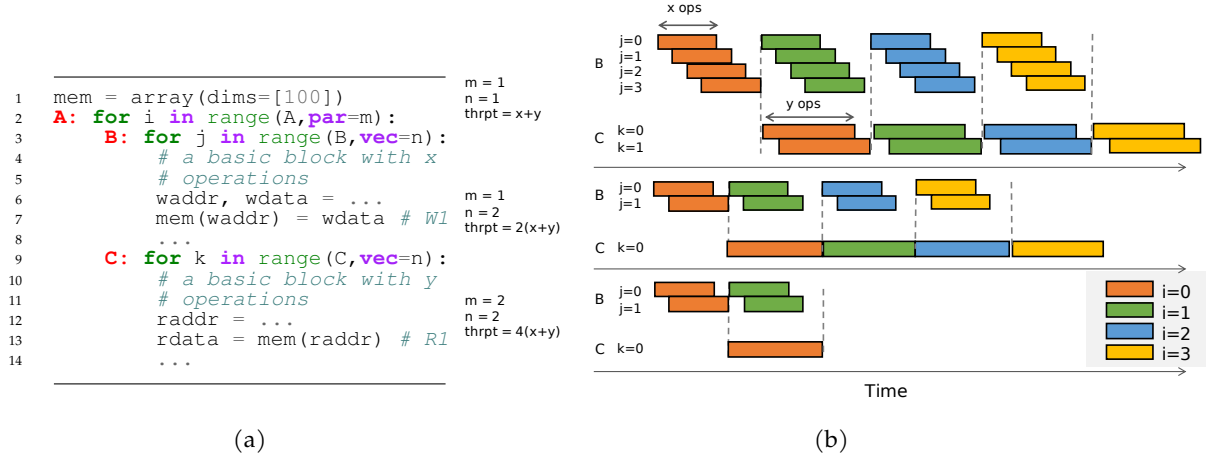 1 mem = array(dims=[100])
2 A: for i in range(A,par=m):
3 B: for j in range(B,vec=n):
4 # a basic block with x
5 # operations
6 waddr, wdata = ...
7 mem(waddr) = wdata # W1
8 ...
9 C: for k in range(C,vec=n):
10 # a basic block with y
11 # operations
12 raddr = ...
13 rdata = mem(raddr) # R1
14 ...
(a)
m = 1
n = 1
thrpt = x+y
m = 1
n = 2
thrpt = 2(x+y)
m = 2
n = 2
thrpt = 4(x+y)
x ops
B
j=0
j=1
j=2
j=3
y ops
C
k=0
k=1
B
j=0
j=1
C k=0
B
j=0
j=1
C k=0
i=0
i=1
i=2
i=3
Time
(b)